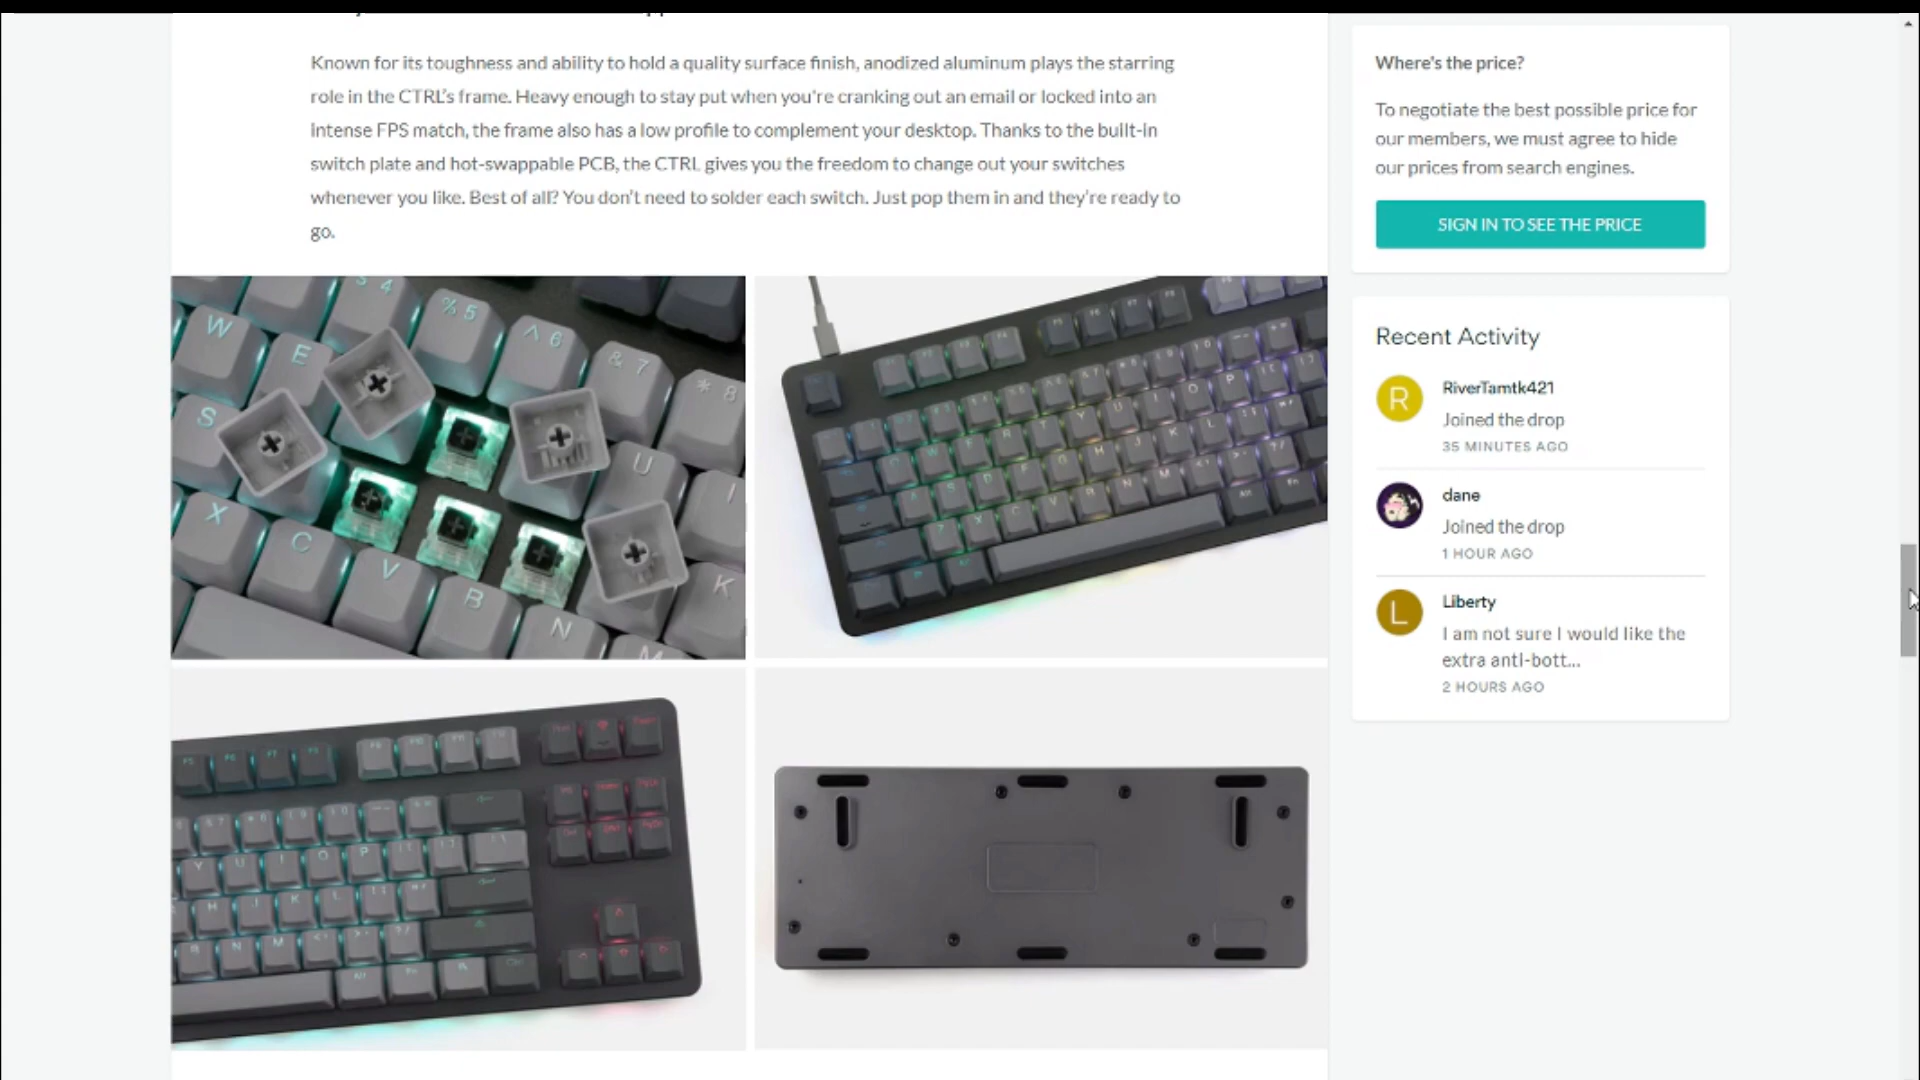 Known for its toughness and ability to hold a quality surface finish, anodized aluminum plays the starring
role in the CTRL's frame. Heavy enough to stay put when you're cranking out an email or locked into an
intense FPS match, the frame also has a low profile to complement your desktop. Thanks to the built-in
switch plate and hot-swappable PCB, the CTRL gives you the freedom to change out your switches
whenever you like. Best of all? You don't need to solder each switch. Just pop them in and they're ready to
go.
Where's the price?
To negotiate the best possible price for
our members, we must agree to hide
our prices from search engines.
SIGN IN TO SEE THE PRICE
Recent Activity
R
RiverTamtk421
Joined the drop
35 MINUTES AGO
dane
Joined the drop
1 HOUR AGO
L
Liberty
I am not sure I would like the
extra anti-bott...
2 HOURS AGO
$ 4
% 5
^ 6
& 7
* 8
W
E
S
U
I
X
C
V
B
N
M
K